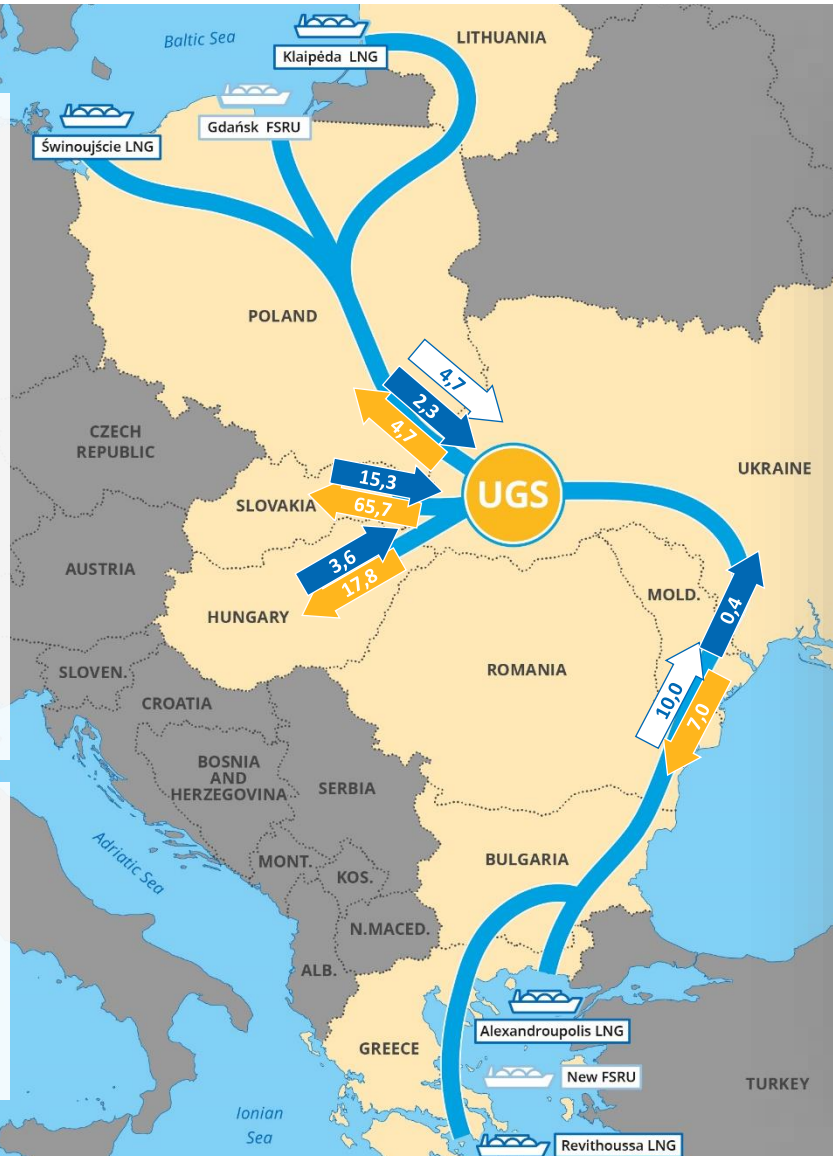 Baltic Sea
LITHUANIA
Klaipėda LNG
Gdańsk FSRU
Świnoujście LNG
POLAND
4,7
2,3
4,7
CZECH
REPUBLIC
UKRAINE
15,3
UGS
SLOVAKIA
65,7
3,6
AUSTRIA
17,8
MOLD.
0,4
HUNGARY
SLOVEN.
ROMANIA
CROATIA
10,0
7,0
BOSNIA
AND
HERZEGOVINA
SERBIA
Adriatic Sea
MONT.
BULGARIA
KOS.
N.MACED.
ALB.
Alexandroupolis LNG
GREECE
New FSRU
TURKEY
Ionian
Sea
Revithoussa LNG